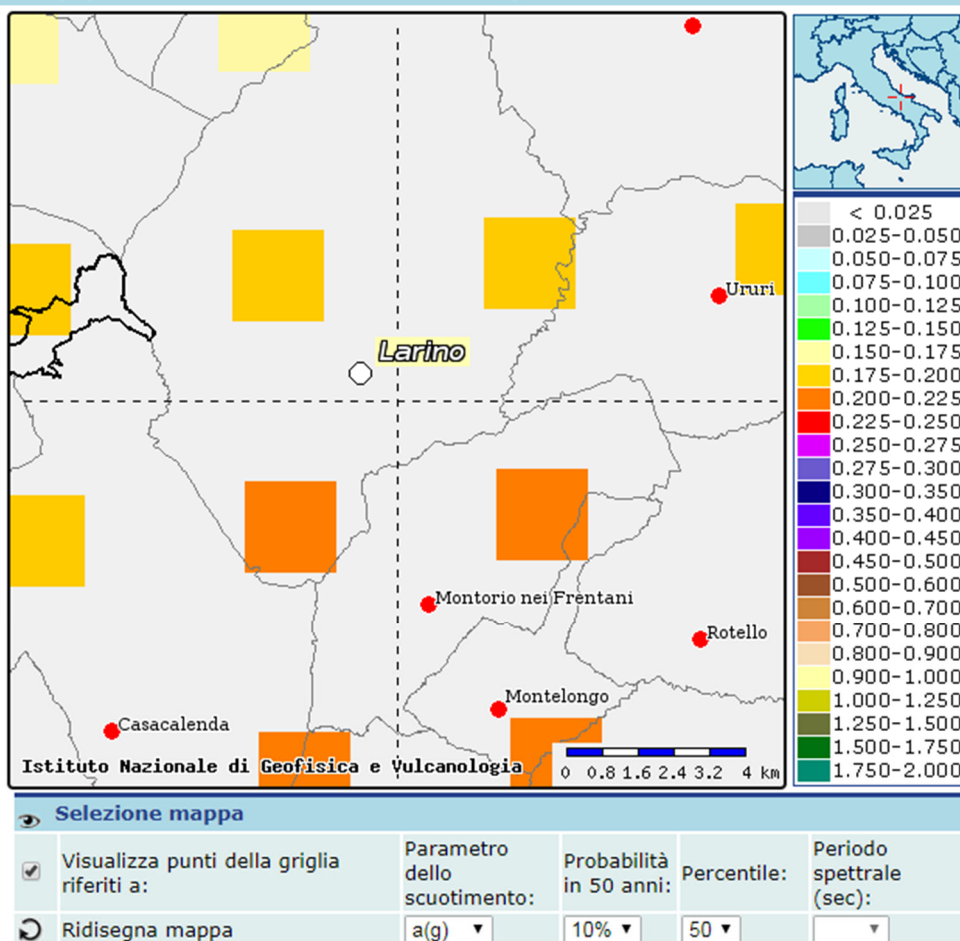 Ururi
Larino
Montorio nei Frentani
Rotello
Montelongo
Casacalenda
Istituto Nazionale di Geofisica e Vulcanologia
0 0.8 1.6 2.4 3.2 4 km
< 0.025
0.025-0.050
0.050-0.075
0.075-0.100
0.100-0.125
0.125-0.150
0.150-0.175
0.175-0.200
0.200-0.225
0.225-0.250
0.250-0.275
0.275-0.300
0.300-0.350
0.350-0.400
0.400-0.450
0.450-0.500
0.500-0.600
0.600-0.700
0.700-0.800
0.800-0.900
0.900-1.000
1.000-1.250
1.250-1.500
1.500-1.750
1.750-2.000
Selezione mappa
Visualizza punti della griglia
riferiti a:
Parametro
dello
scuotimento:
Probabilità
in 50 anni:
Percentile:
Periodo
spettrale
(sec):
Ridisegna mappa
a(g)
10%
50